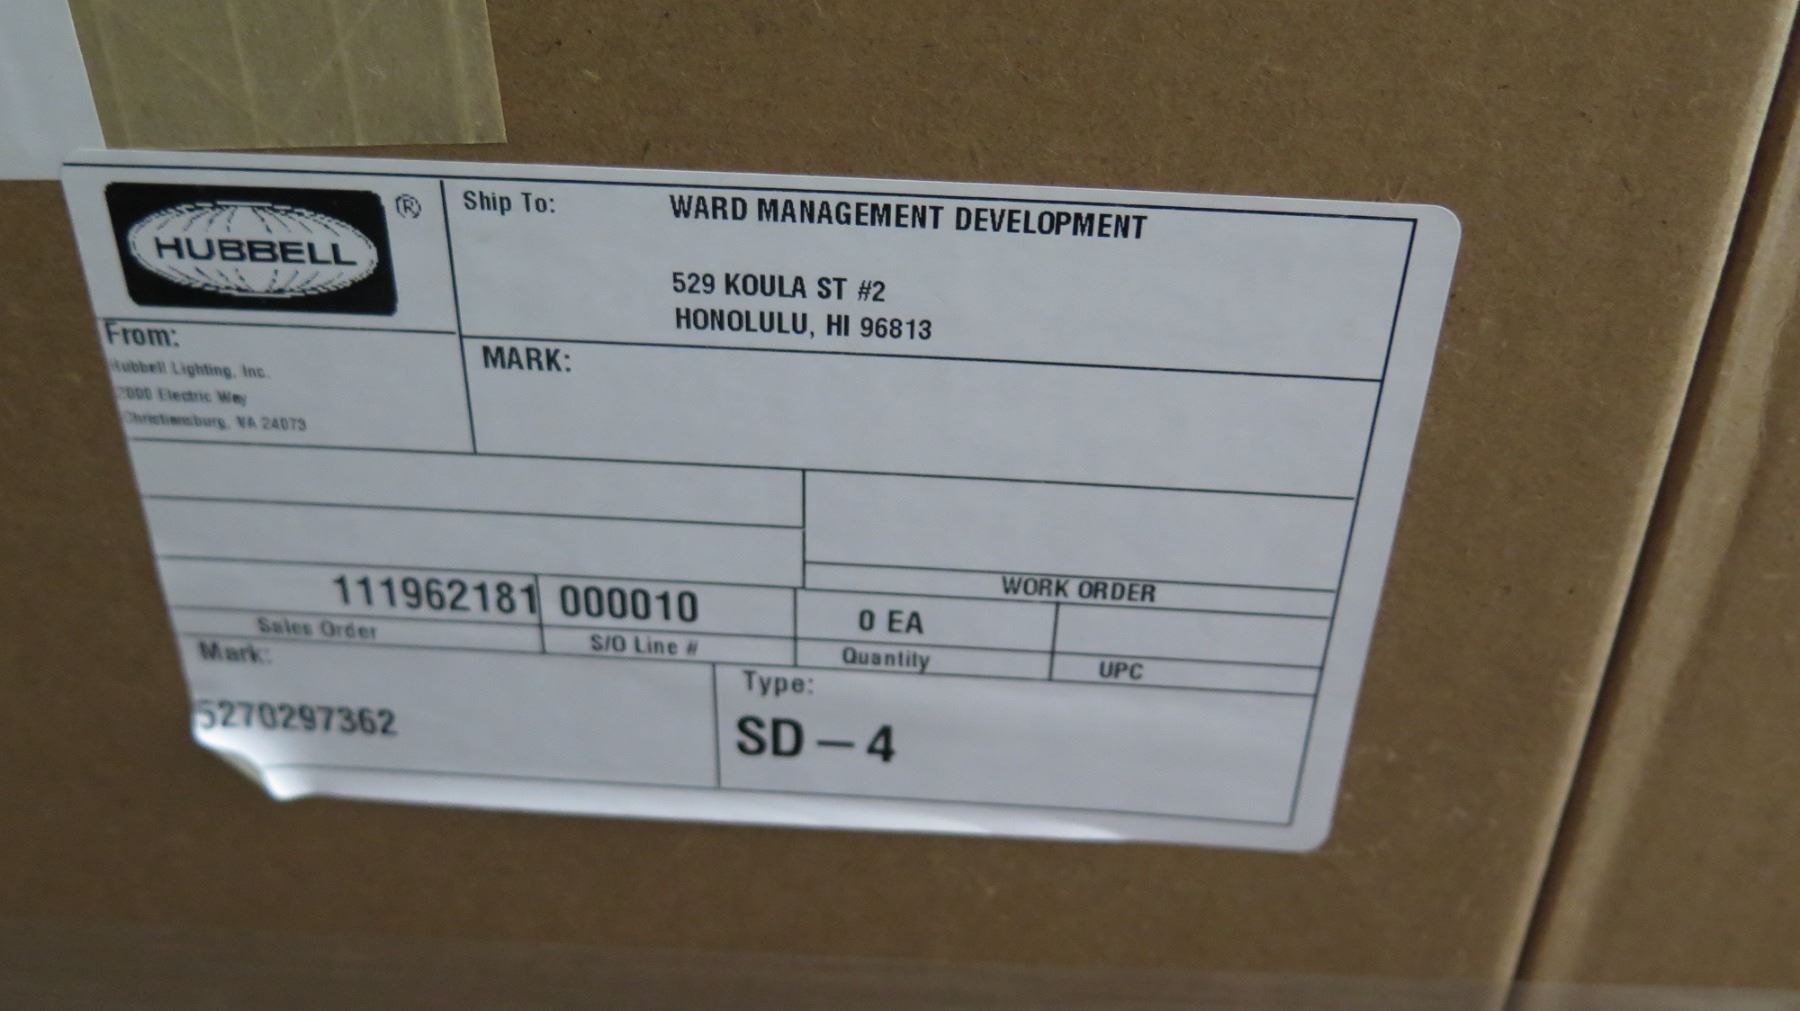 HUBBELL
®
Ship To:
WARD MANAGEMENT DEVELOPMENT
529 KOULA ST #2
HONOLULU, HI 96813
From:
Hubbell Lighting, Inc.
2000 Electric Way
Christiansburg, VA 24073
MARK:
WORK ORDER
111962181 000010 0 EA
Sales Order S/O Line # Quantity UPC
Mark:
5270297362
Type:
SD – 4